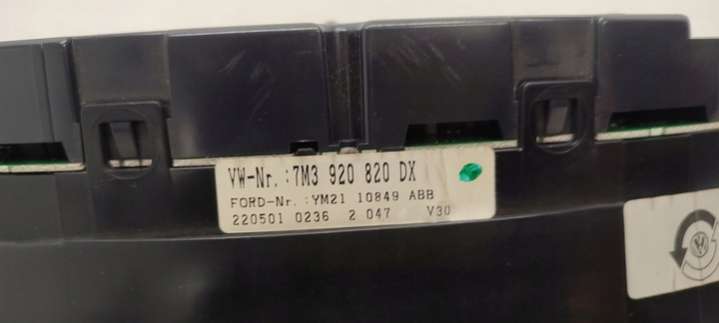 VW-Nr. :7M3 920 820 DX
FORD-Nr. :YM21 10849 ABB
220501 0236 2 047 V30